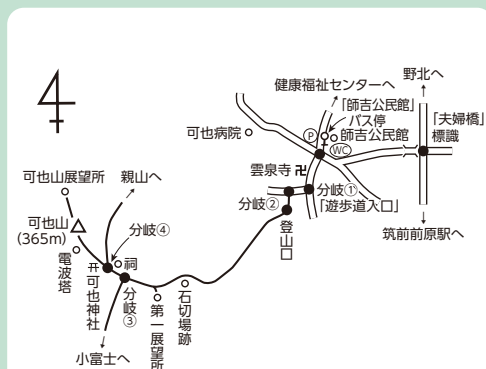 野北へ
健康福祉センターへ
「師吉公民館」
バス停
「夫婦橋」
標識
可也病院
P
師吉公民館
WC
雲泉寺
可也山展望所
親山へ
分岐①
分岐②
「遊歩道入口」
登山口
筑前前原駅へ
可也山
(365m)
分岐④
電波塔
祠
可也神社
分岐③
石切場跡
第一展望所
小富士へ